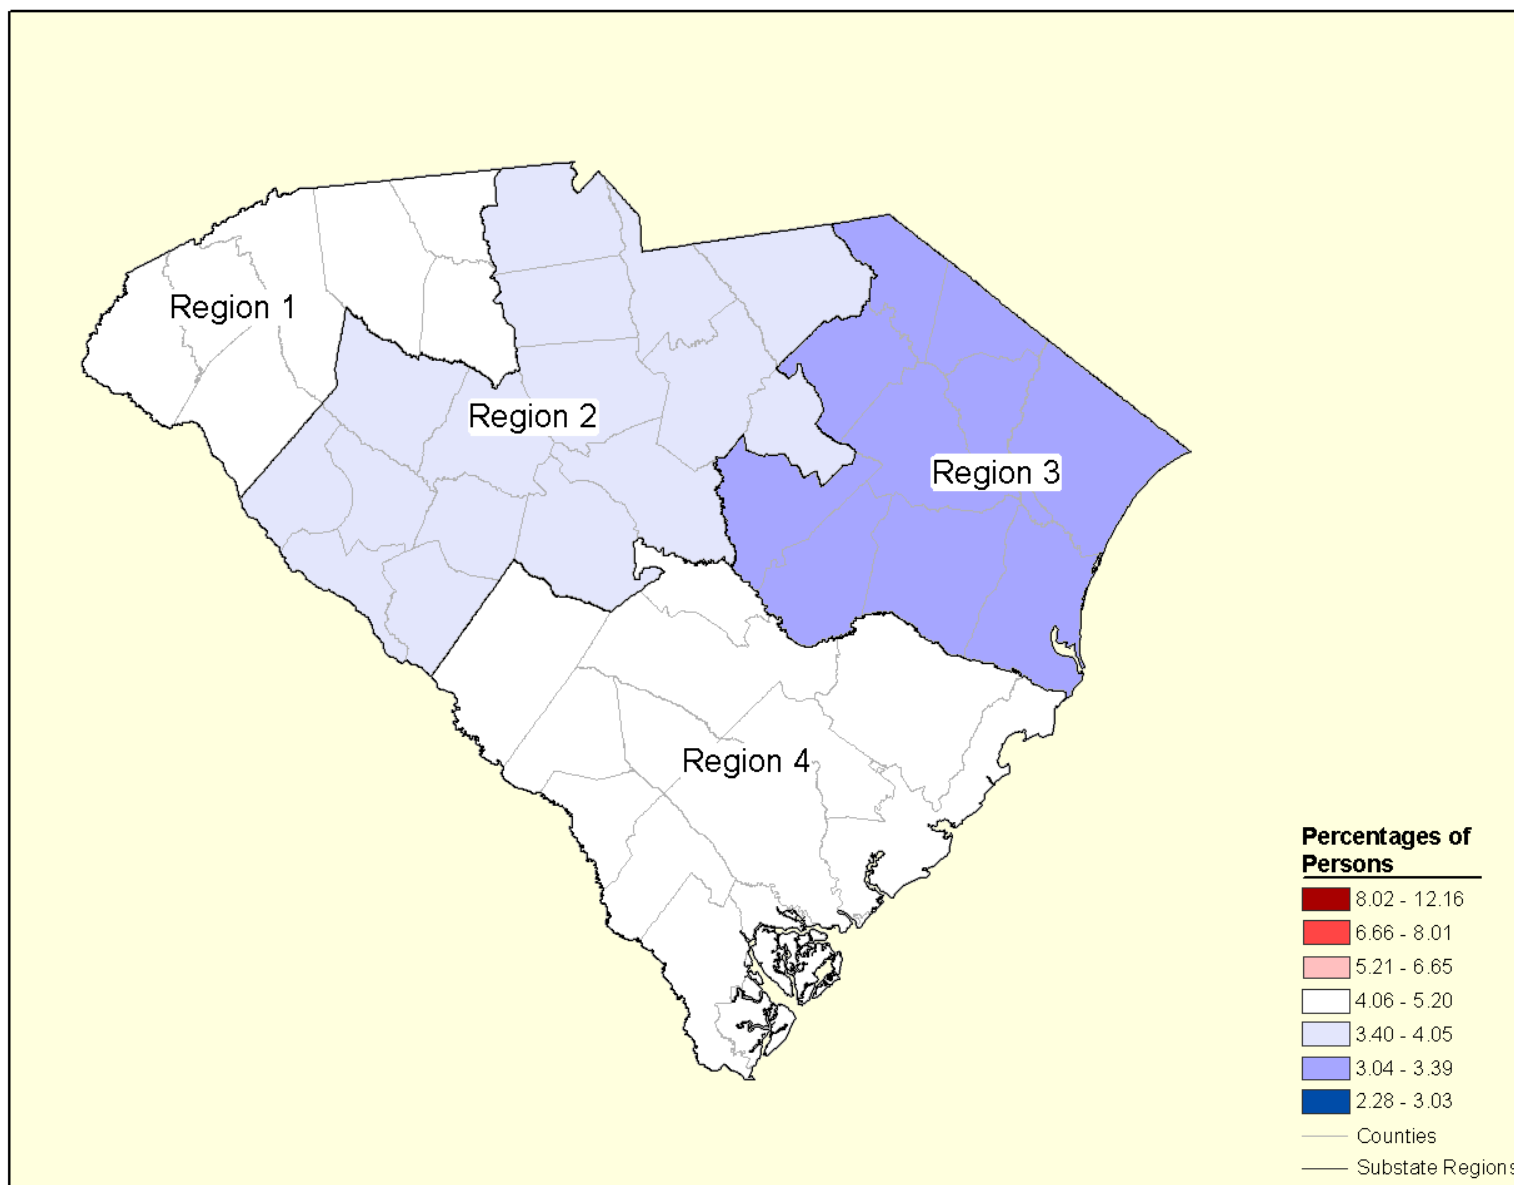 Region 1
Region 2
Region 3
Region 4
Percentages of
Persons
8.02 - 12.16
6.66 - 8.01
5.21 - 6.65
4.06 - 5.20
3.40 - 4.05
3.04 - 3.39
2.28 - 3.03
Counties
Substate Regions